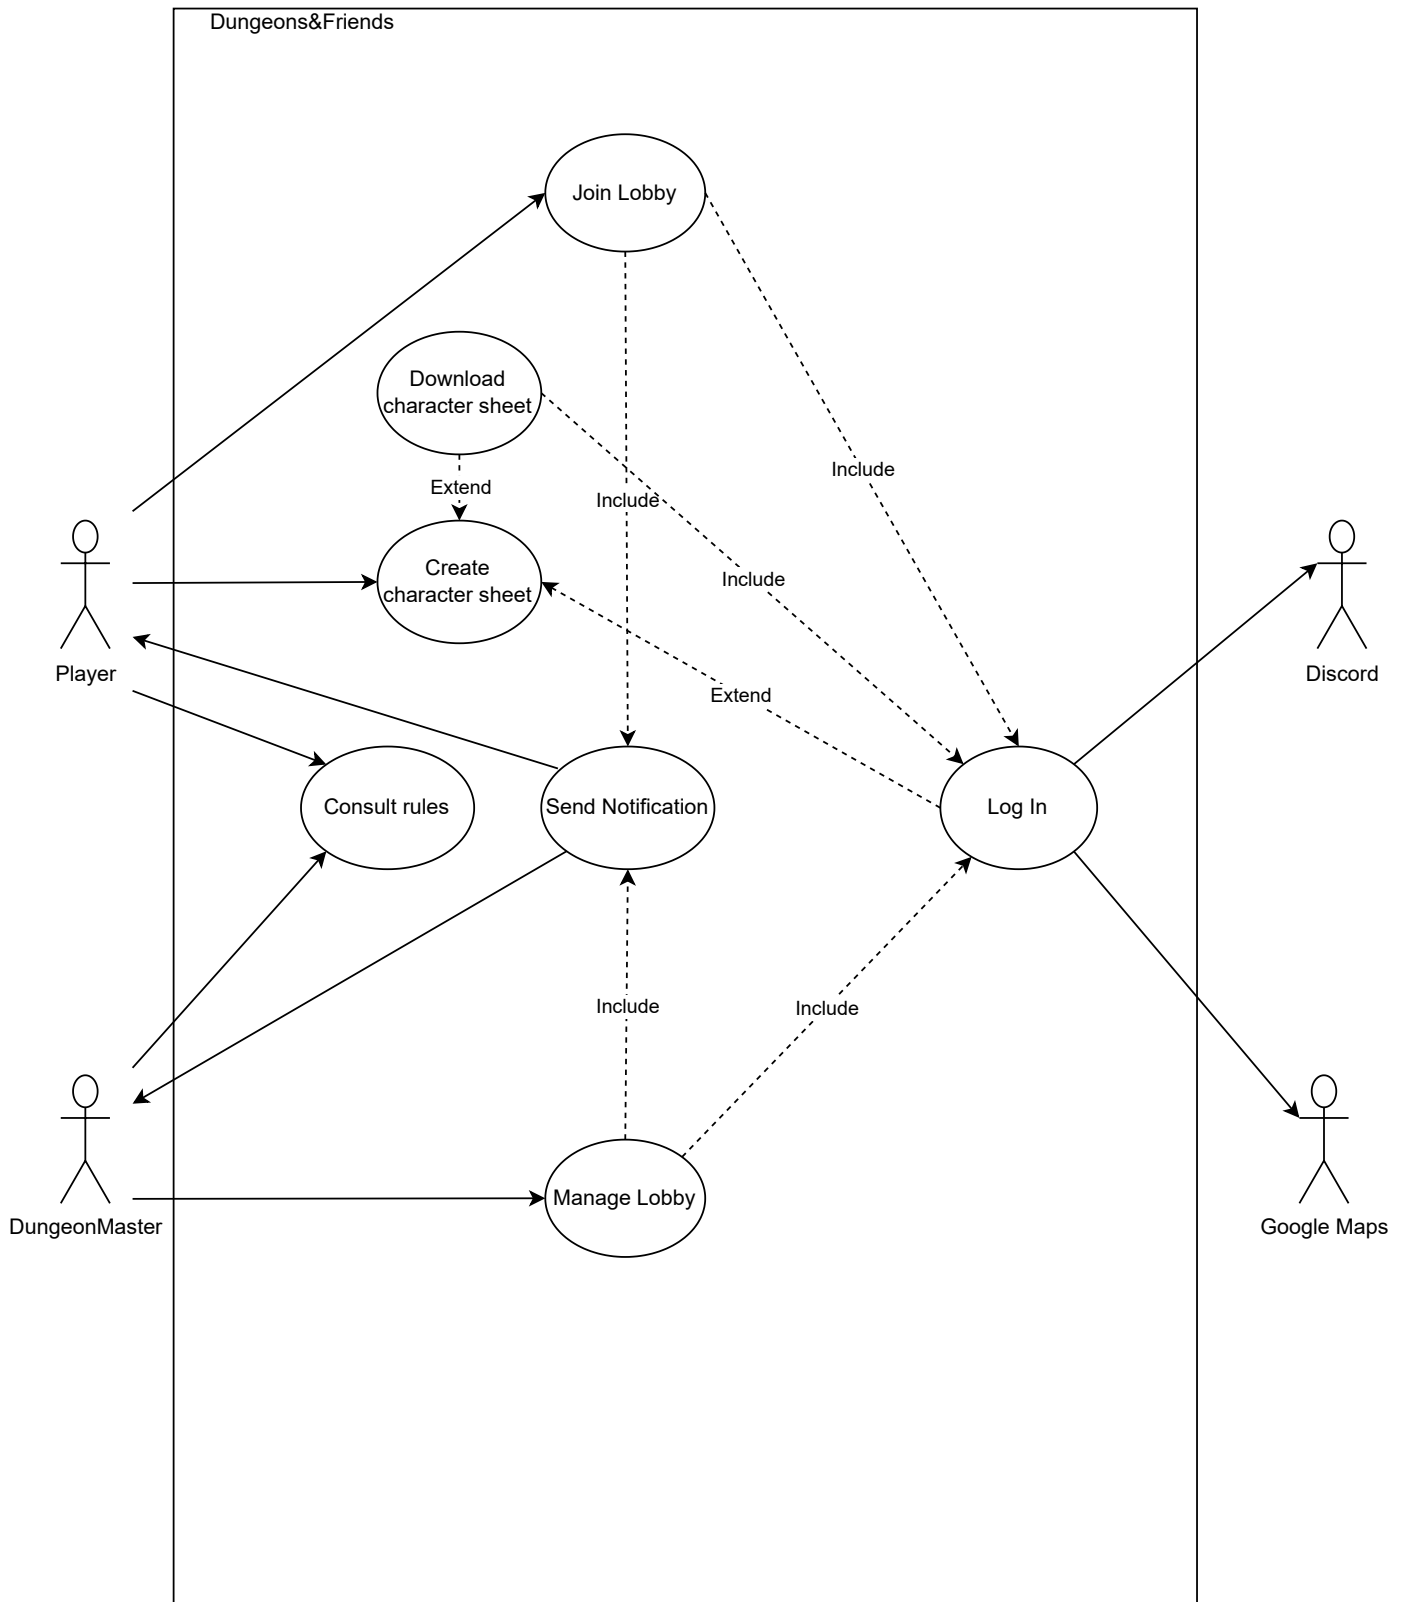 Dungeons&Friends
Join Lobby
Download
character sheet
Include
Extend
Include
Create
character sheet
Include
Player
Discord
Extend
Consult rules
Send Notification
Log In
Include
Include
Manage Lobby
DungeonMaster
Google Maps